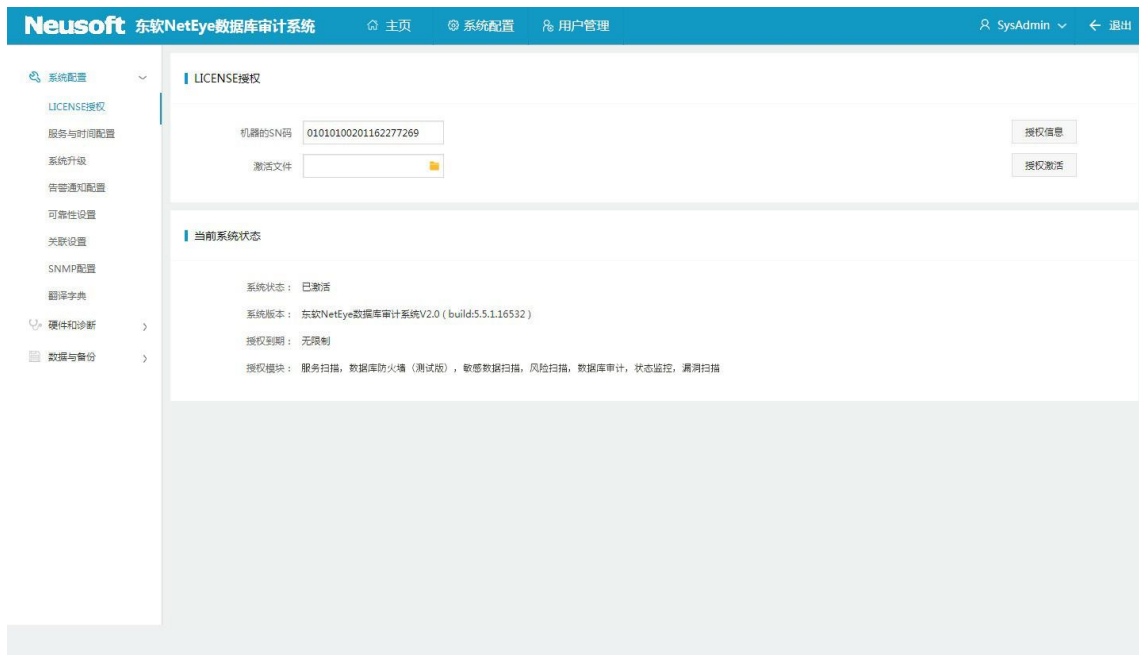 Neusoft 东软NetEye数据库审计系统 主页 系统配置 用户管理 SysAdmin 退出
系统配置
LICENSE授权
服务与时间配置
系统升级
告警通知配置
可靠性设置
关联设置
SNMP配置
翻译字典
硬件和诊断
数据与备份
LICENSE授权
机器的SN码 01010100201162277269 授权信息
激活文件 授权激活
当前系统状态
系统状态： 已激活
系统版本： 东软NetEye数据库审计系统V2.0 ( build:5.5.1.16532 )
授权到期： 无限制
授权模块： 服务扫描，数据库防火墙（测试版），敏感数据扫描，风险扫描，数据库审计，状态监控，漏洞扫描